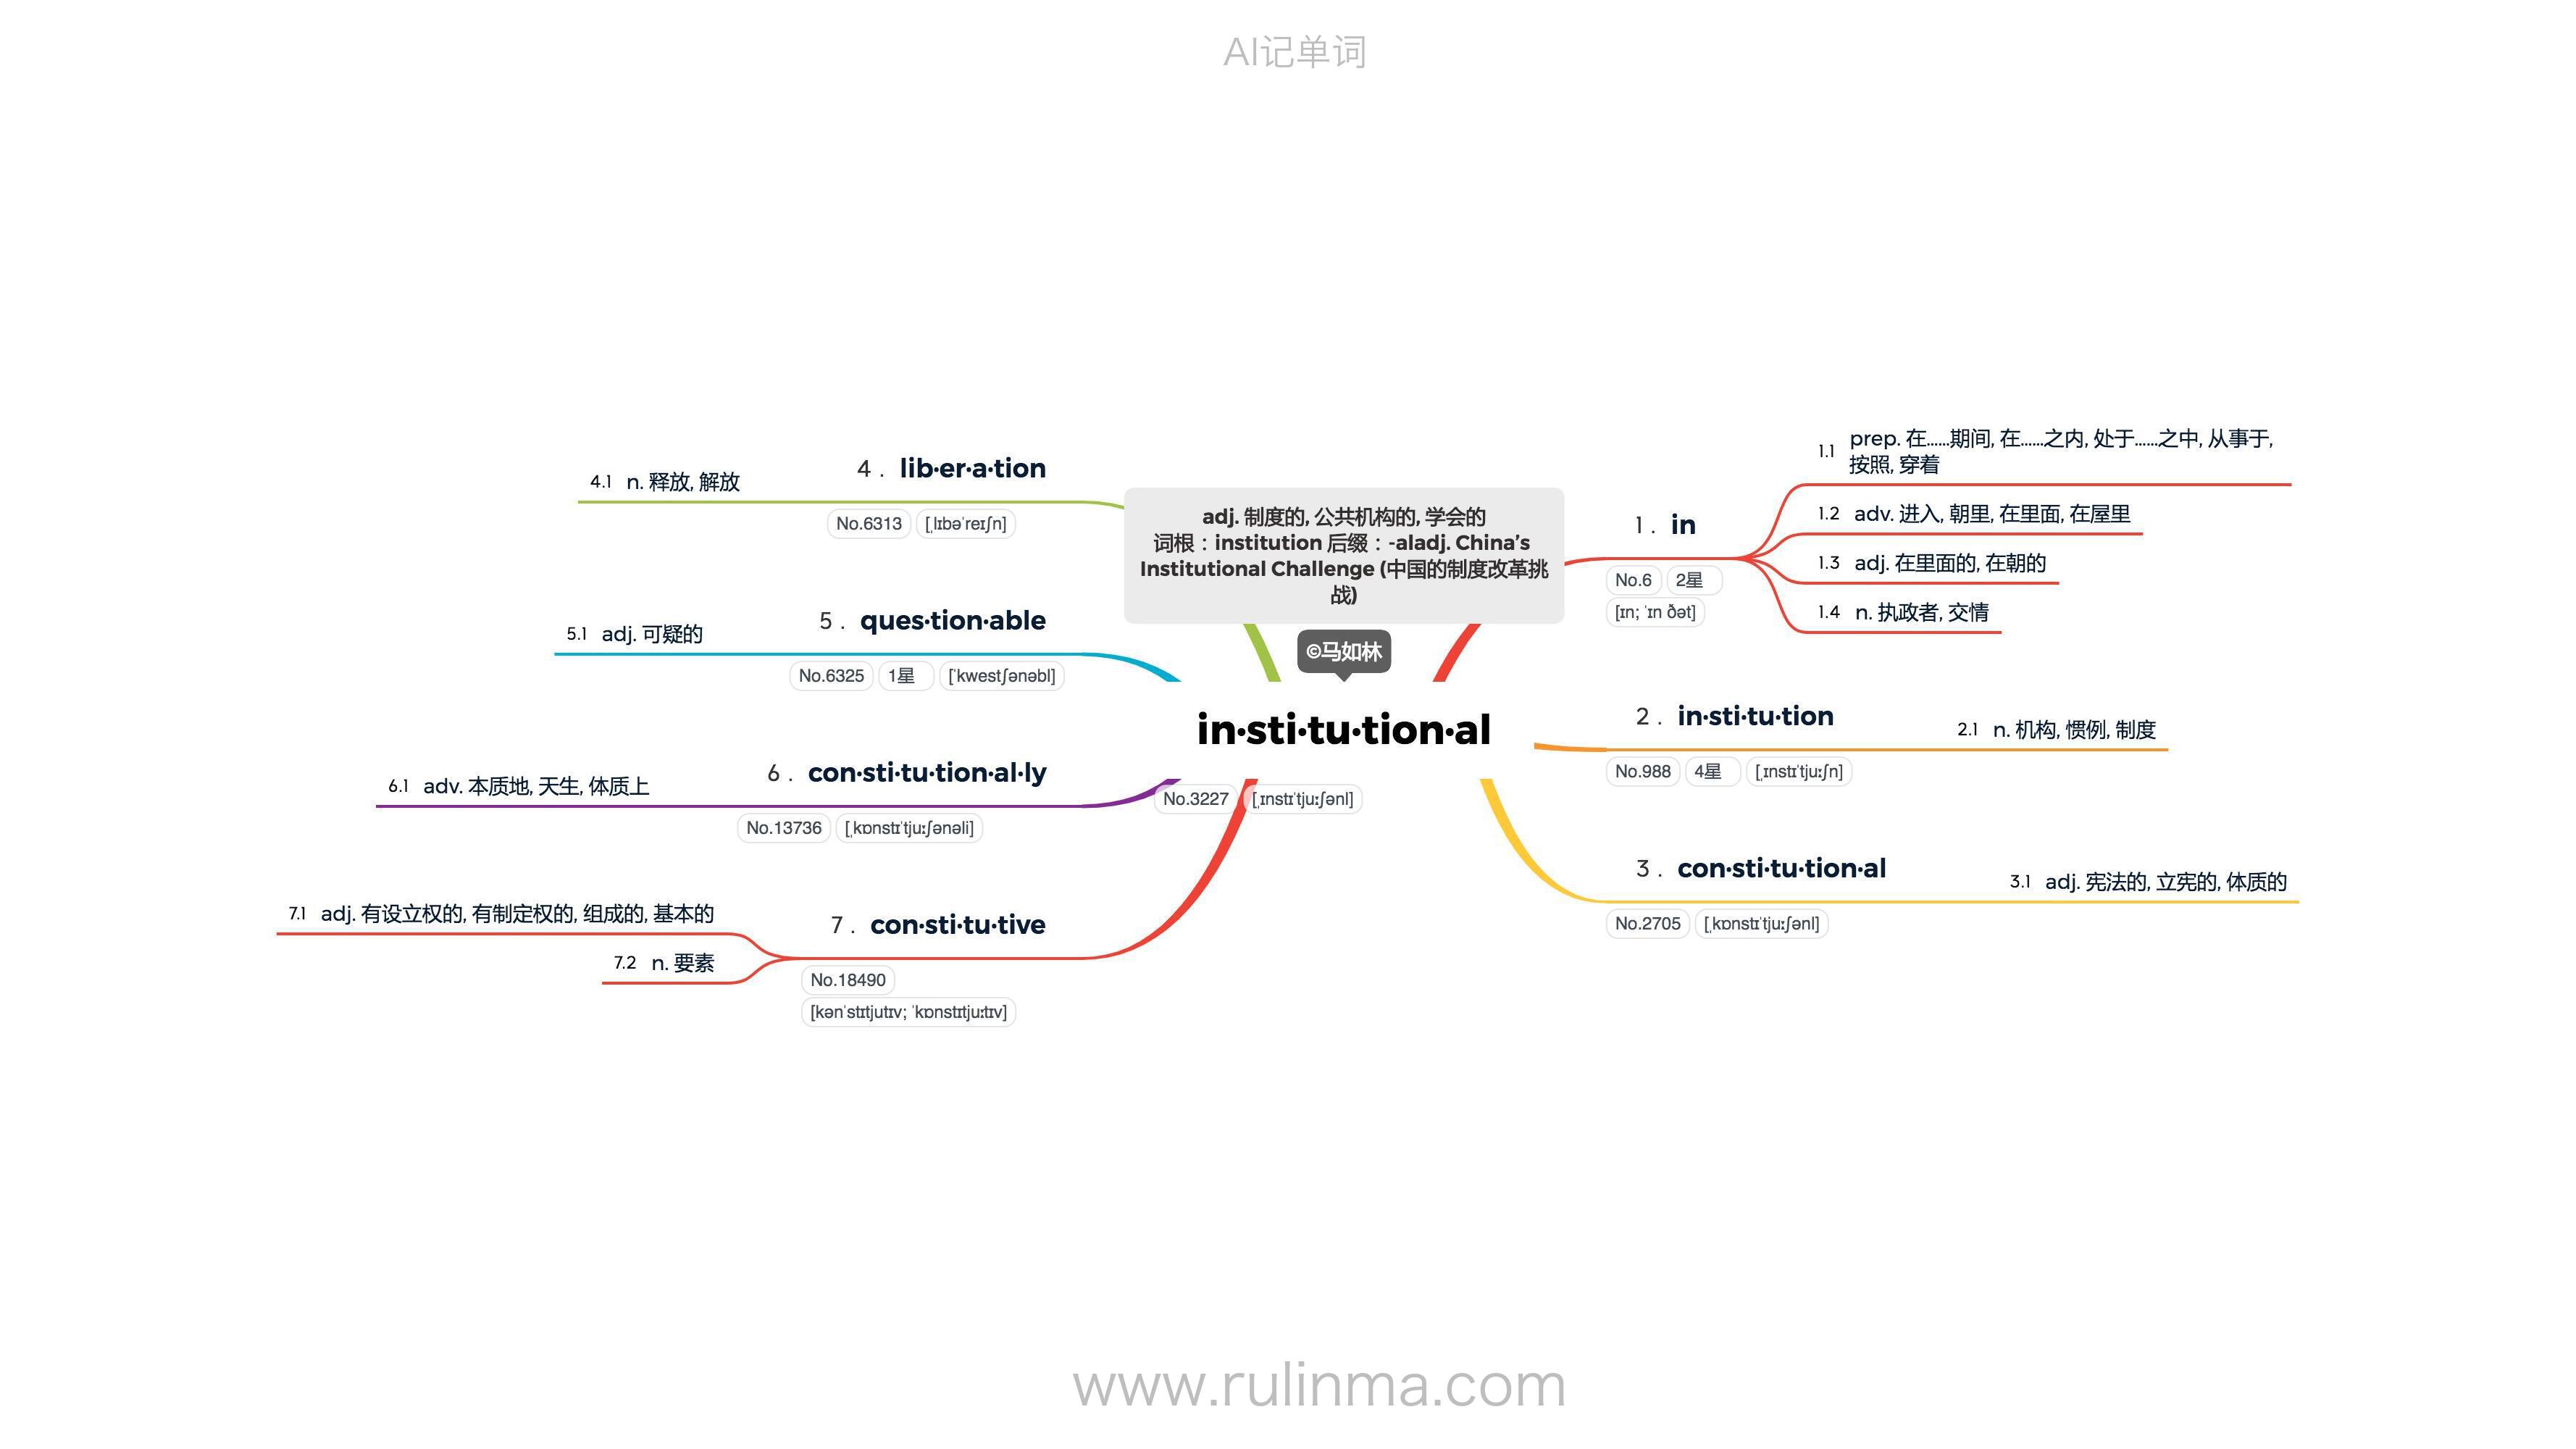 AI记单词
adj. 制度的, 公共机构的, 学会的
词根：institution 后缀：-aladj. China’s
Institutional Challenge (中国的制度改革挑
战)
©马如林
in·sti·tu·tion·al
No.3227 [ˌɪnstɪˈtjuːʃənl]
1 . in
No.6 2星
[ɪn; ˈɪn ðət]
1.1 prep. 在……期间, 在……之内, 处于……之中, 从事于,
按照, 穿着
1.2 adv. 进入, 朝里, 在里面, 在屋里
1.3 adj. 在里面的, 在朝的
1.4 n. 执政者, 交情
2 . in·sti·tu·tion
No.988 4星 [ˌɪnstɪˈtjuːʃn]
2.1 n. 机构, 惯例, 制度
3 . con·sti·tu·tion·al
No.2705 [ˌkɒnstɪˈtjuːʃənl]
3.1 adj. 宪法的, 立宪的, 体质的
4 . lib·er·a·tion
No.6313 [ˌlɪbəˈreɪʃn]
4.1 n. 释放, 解放
5 . ques·tion·able
No.6325 1星 [ˈkwestʃənəbl]
5.1 adj. 可疑的
6 . con·sti·tu·tion·al·ly
No.13736 [ˌkɒnstɪˈtjuːʃənəli]
6.1 adv. 本质地, 天生, 体质上
7 . con·sti·tu·tive
No.18490
[kənˈstɪtjutɪv; ˈkɒnstɪtjuːtɪv]
7.1 adj. 有设立权的, 有制定权的, 组成的, 基本的
7.2 n. 要素
www.rulinma.com